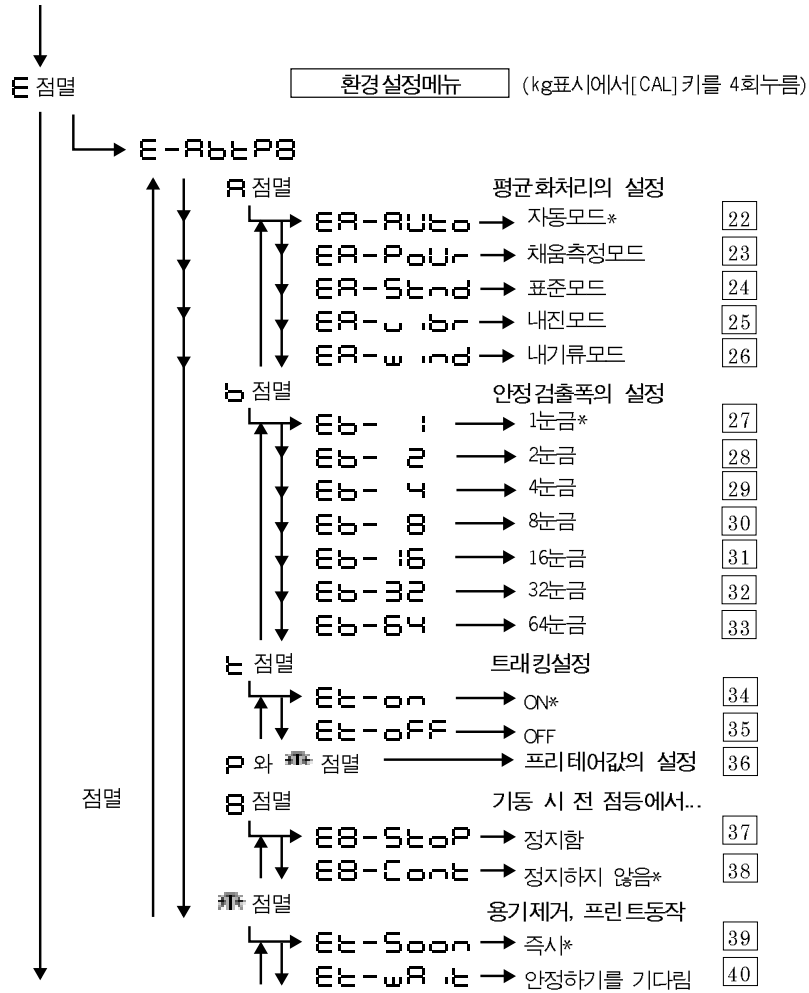 E 점멸
환경설정메뉴 (kg표시에서[CAL]키를 4회누름)
E-AbtP8
A 점멸 평균화처리의 설정
EA-AUto 자동모드* 22
EA-PoUr 채움측정모드 23
EA-Stnd 표준모드 24
EA-vibr 내진모드 25
EA-wind 내기류모드 26
b 점멸 안정검출폭의 설정
Eb- 1 1눈금* 27
Eb- 2 2눈금 28
Eb- 4 4눈금 29
Eb- 8 8눈금 30
Eb-16 16눈금 31
Eb-32 32눈금 32
Eb-64 64눈금 33
t 점멸 트래킹설정
Et-on ON* 34
Et-oFF OFF 35
P 와 T 점멸 프리테어값의 설정 36
점멸
8 점멸 기동 시 전 점등에서...
E8-StoP 정지함 37
E8-Cont 정지하지 않음* 38
T 점멸 용기제거, 프린트동작
Et-Soon 즉시* 39
Et-wAit 안정하기를 기다림 40